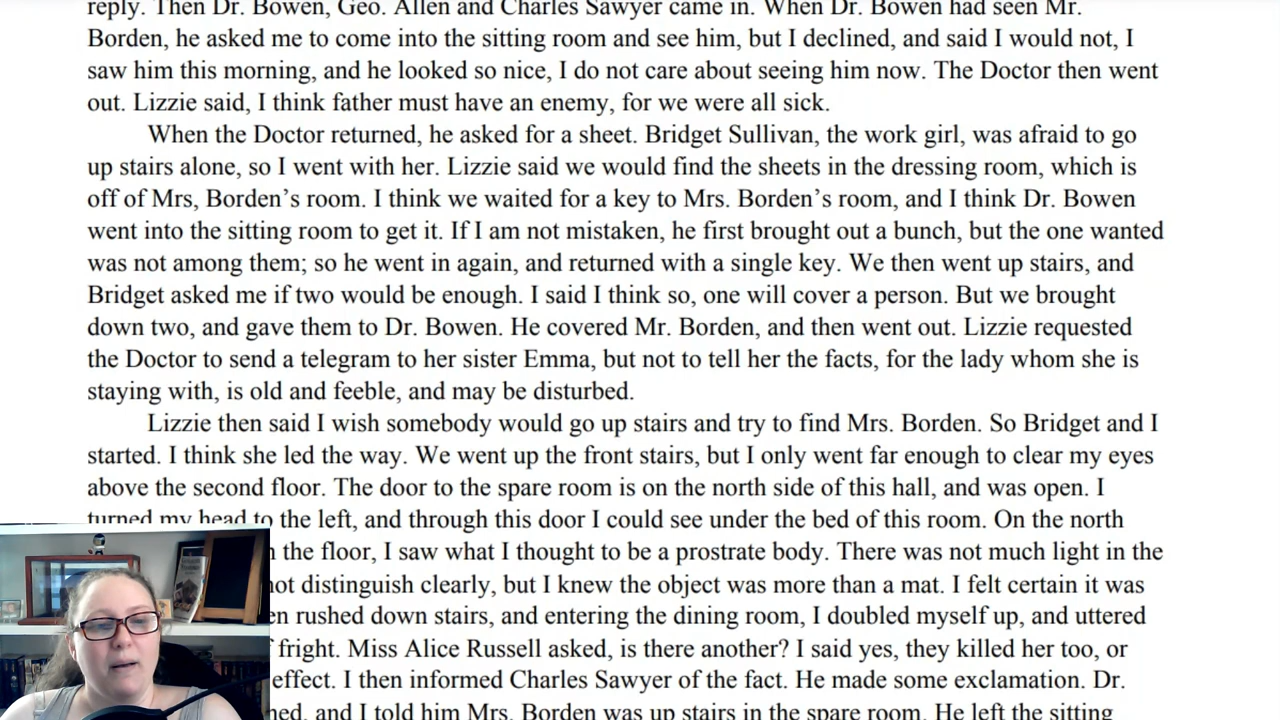 reply. Then Dr. Bowen, Geo. Allen and Charles Sawyer came in. When Dr. Bowen had seen Mr.
Borden, he asked me to come into the sitting room and see him, but I declined, and said I would not, I
saw him this morning, and he looked so nice, I do not care about seeing him now. The Doctor then went
out. Lizzie said, I think father must have an enemy, for we were all sick.
When the Doctor returned, he asked for a sheet. Bridget Sullivan, the work girl, was afraid to go
up stairs alone, so I went with her. Lizzie said we would find the sheets in the dressing room, which is
off of Mrs, Borden’s room. I think we waited for a key to Mrs. Borden’s room, and I think Dr. Bowen
went into the sitting room to get it. If I am not mistaken, he first brought out a bunch, but the one wanted
was not among them; so he went in again, and returned with a single key. We then went up stairs, and
Bridget asked me if two would be enough. I said I think so, one will cover a person. But we brought
down two, and gave them to Dr. Bowen. He covered Mr. Borden, and then went out. Lizzie requested
the Doctor to send a telegram to her sister Emma, but not to tell her the facts, for the lady whom she is
staying with, is old and feeble, and may be disturbed.
Lizzie then said I wish somebody would go up stairs and try to find Mrs. Borden. So Bridget and I
started. I think she led the way. We went up the front stairs, but I only went far enough to clear my eyes
above the second floor. The door to the spare room is on the north side of this hall, and was open. I
turned my head to the left, and through this door I could see under the bed of this room. On the north
the floor, I saw what I thought to be a prostrate body. There was not much light in the
not distinguish clearly, but I knew the object was more than a mat. I felt certain it was
rushed down stairs, and entering the dining room, I doubled myself up, and uttered
fright. Miss Alice Russell asked, is there another? I said yes, they killed her too, or
effect. I then informed Charles Sawyer of the fact. He made some exclamation. Dr.
and I told him Mrs. Borden was up stairs in the spare room. He left the sitting